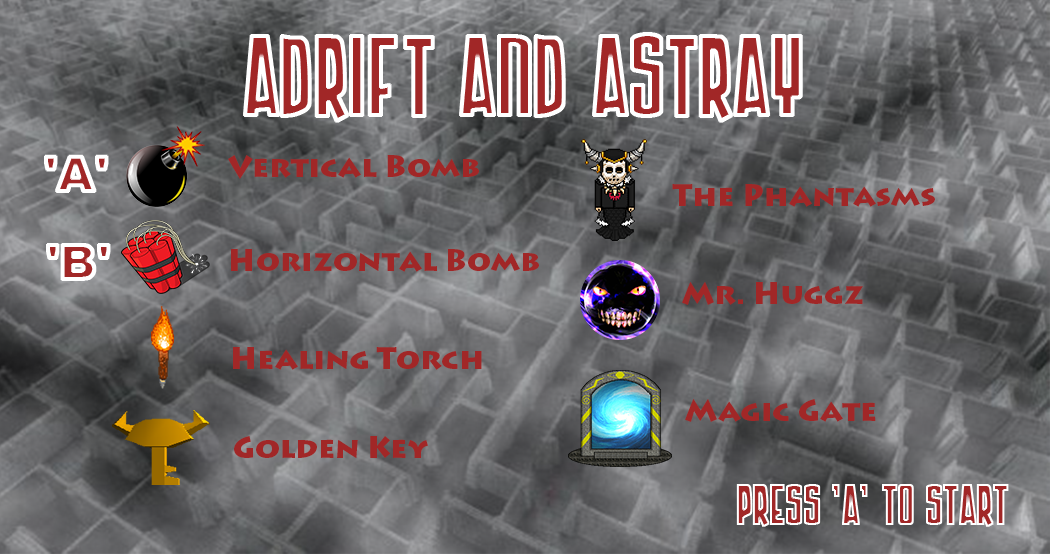 ADRIFT AND ASTRAY
'A' Vertical Bomb
'B' Horizontal Bomb
Healing Torch
Golden Key
The Phantasms
Mr. Huggz
Magic Gate
PRESS 'A' TO START